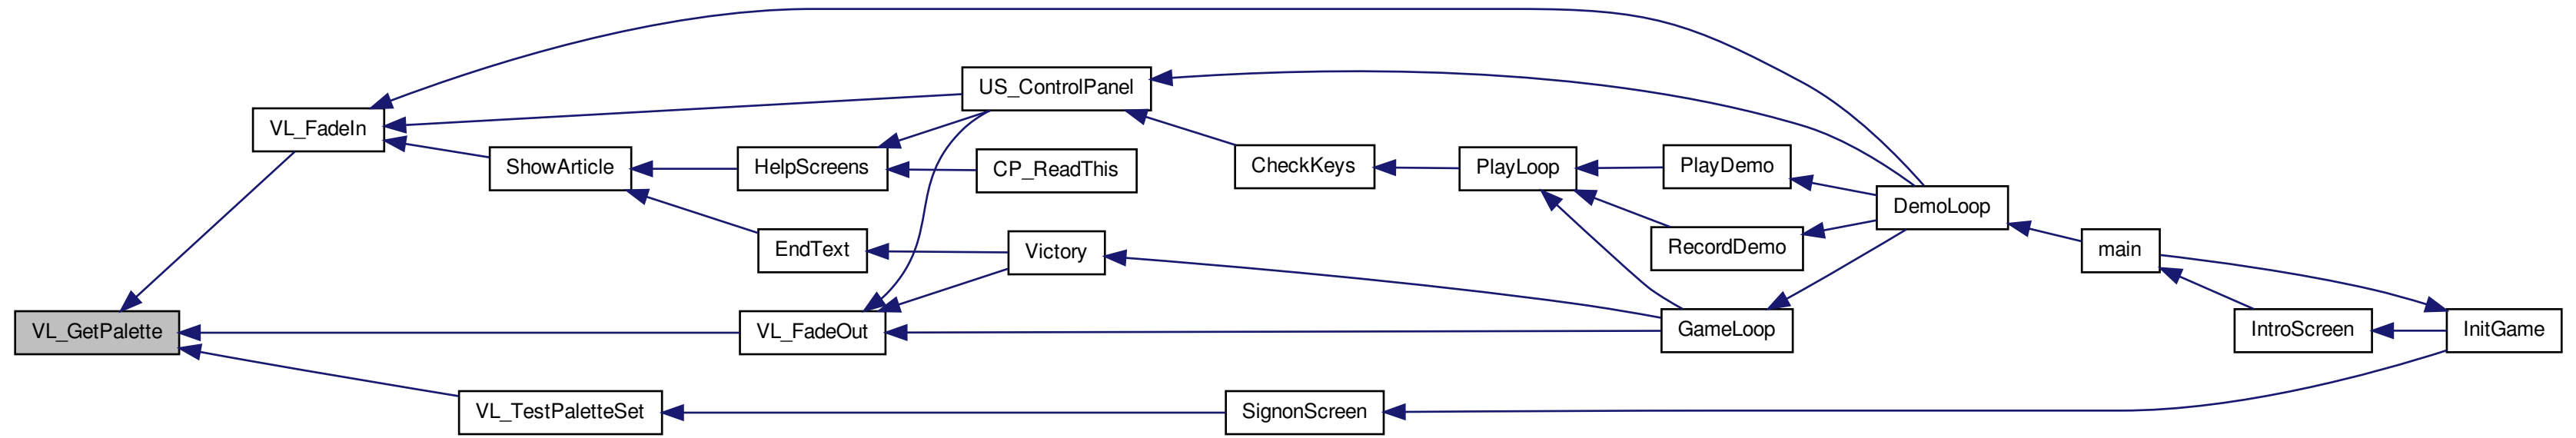 US_ControlPanel
VL_FadeIn
ShowArticle
HelpScreens
CP_ReadThis
CheckKeys
PlayLoop
PlayDemo
DemoLoop
EndText
Victory
RecordDemo
main
VL_GetPalette
VL_FadeOut
GameLoop
IntroScreen
InitGame
VL_TestPaletteSet
SignonScreen